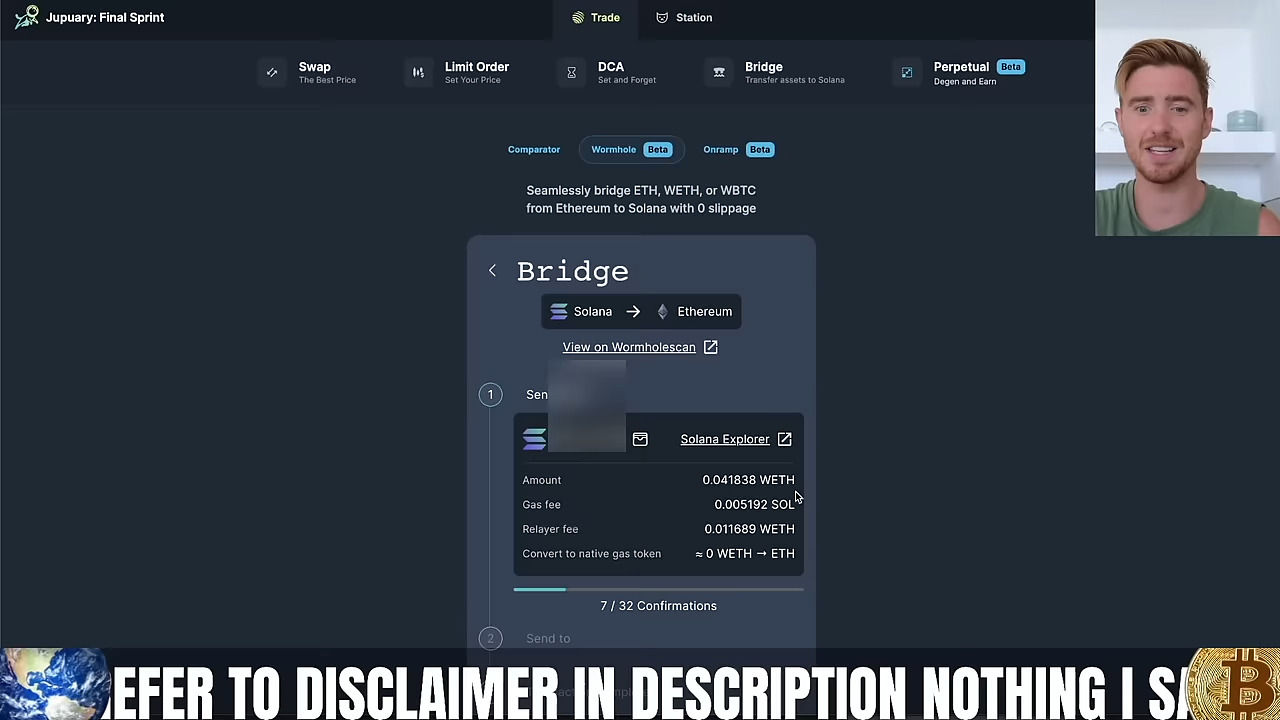 Jupuary: Final Sprint
Trade
Station
Swap
The Best Price
Limit Order
Set Your Price
DCA
Set and Forget
Bridge
Transfer assets to Solana
Perpetual Beta
Degen and Earn
Comparator
Wormhole Beta
Onramp Beta
Seamlessly bridge ETH, WETH, or WBTC
from Ethereum to Solana with 0 slippage
Bridge
Solana → Ethereum
View on Wormholescan
1 Sen
Solana Explorer
Amount 0.041838 WETH
Gas fee 0.005192 SOL
Relayer fee 0.011689 WETH
Convert to native gas token ≈ 0 WETH → ETH
7 / 32 Confirmations
2 Send to
EFER TO DISCLAIMER IN DESCRIPTION NOTHING I SA